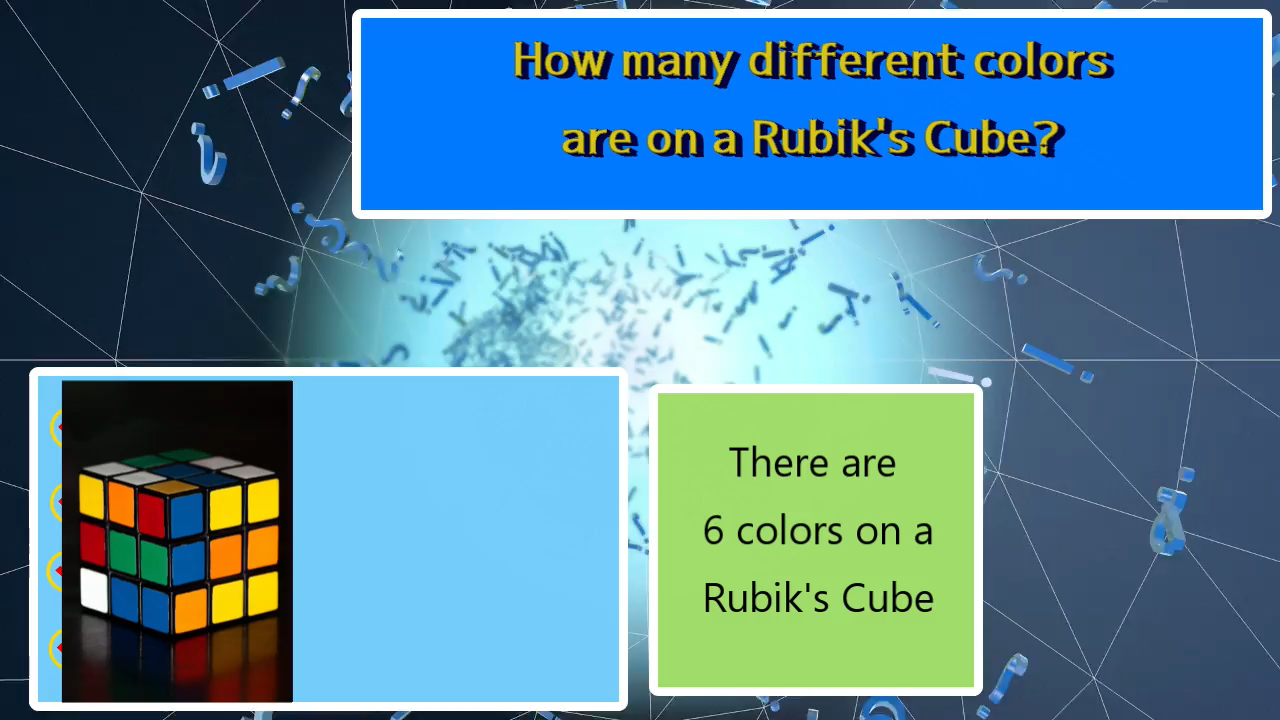 How many different colors
are on a Rubik's Cube?
There are
6 colors on a
Rubik's Cube